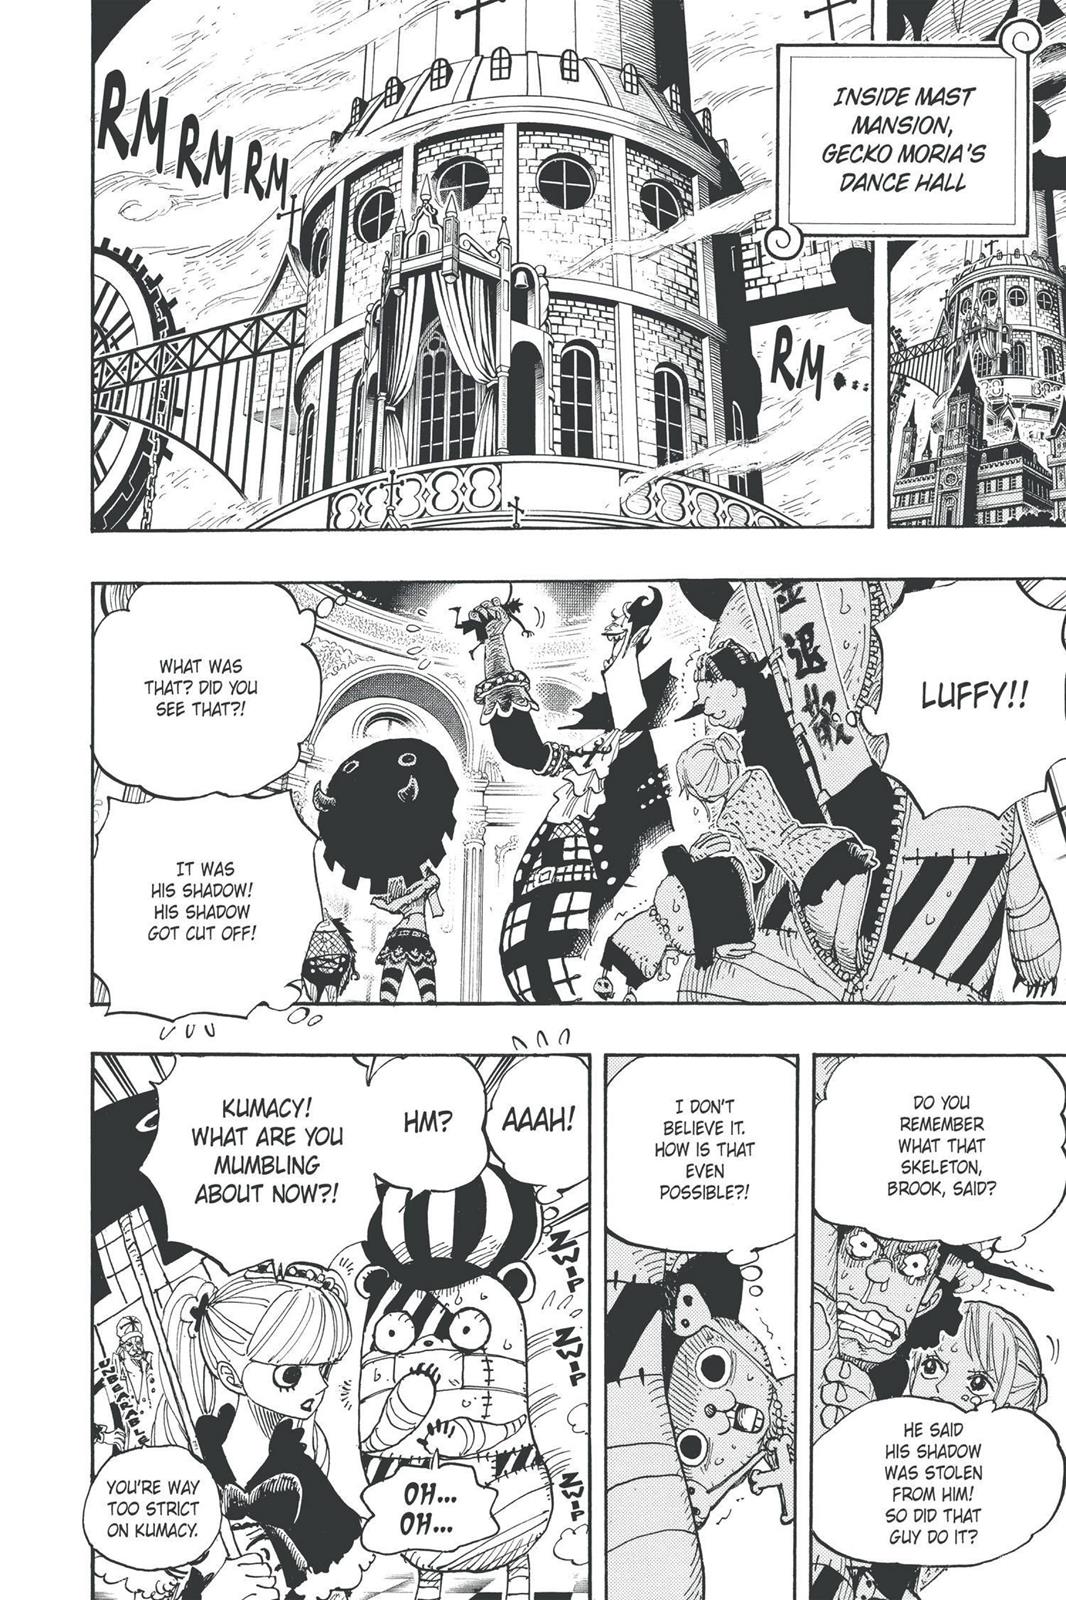 INSIDE MAST
MANSION,
GECKO MORIA'S
DANCE HALL
RM
RM RM
RM...
LUFFY!!
WHAT WAS
THAT? DID YOU
SEE THAT?!
IT WAS
HIS SHADOW!
HIS SHADOW
GOT CUT OFF!
退散
DO YOU
REMEMBER
WHAT THAT
SKELETON,
BROOK, SAID?
HE SAID
HIS SHADOW
WAS STOLEN
FROM HIM!
SO DID THAT
GUY DO IT?
I DON'T
BELIEVE IT.
HOW IS THAT
EVEN
POSSIBLE?!
AAAH!
HM?
KUMACY!
WHAT ARE YOU
MUMBLING
ABOUT NOW?!
ZWIP
ZWIP
ZWIP
OH...
OH...
YOU'RE WAY
TOO STRICT
ON KUMACY.